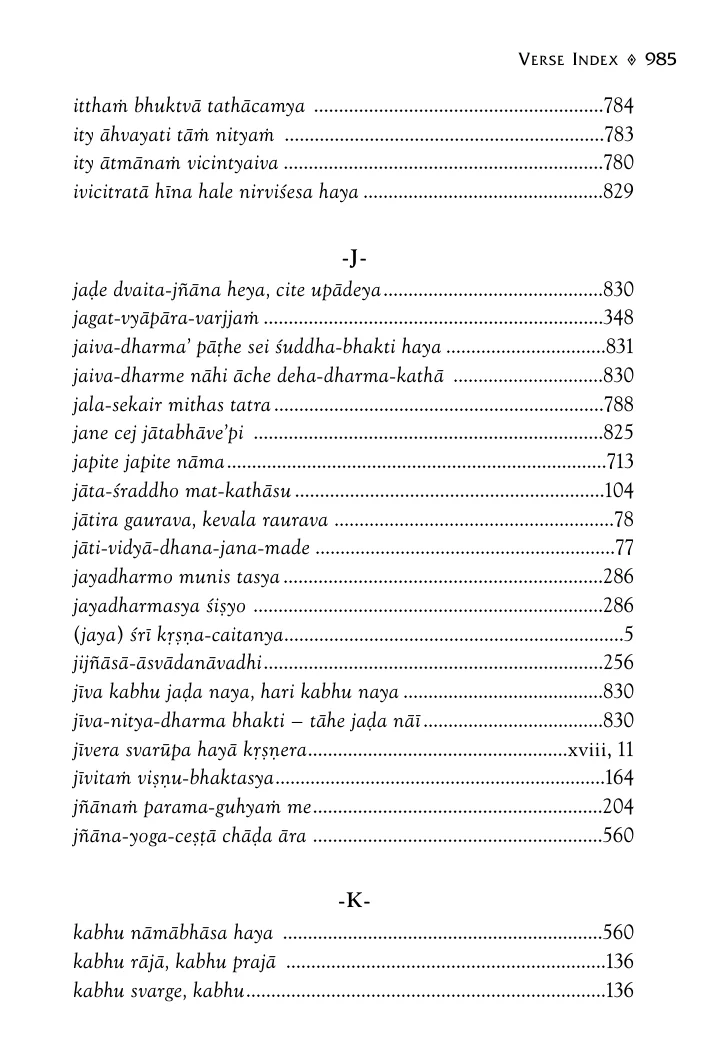 Verse Index ◊ 985
itthaṁ bhuktvā tathācamya ......................................................784
ity āhvayati tāṁ nityaṁ ...........................................................783
ity ātmānaṁ vicintyaiva ...........................................................780
ivicitratā hīna hale nirviśesa haya ............................................829
-J-
jaḍe dvaita-jñāna heya, cite upādeya.........................................830
jagat-vyāpāra-varjjaṁ ...............................................................348
jaiva-dharma’ pāṭhe sei śuddha-bhakti haya .............................831
jaiva-dharme nāhi āche deha-dharma-kathā ............................830
jala-sekair mithas tatra.............................................................788
jane cej jātabhāve’pi .................................................................825
japite japite nāma......................................................................713
jāta-śraddho mat-kathāsu .........................................................104
jātira gaurava, kevala raurava ....................................................78
jāti-vidyā-dhana-jana-made ........................................................77
jayadharmo munis tasya ...........................................................286
jayadharmasya śiṣyo .................................................................286
(jaya) śrī kṛṣṇa-caitanya...............................................................5
jijñāsā-āsvādanāvadhi...............................................................256
jīva kabhu jaḍa naya, hari kabhu naya .....................................830
jīva-nitya-dharma bhakti – tāhe jaḍa nāī..................................830
jīvera svarūpa hayā kṛṣṇera................................................xviii, 11
jīvitaṁ viṣṇu-bhaktasya.............................................................164
jñānaṁ parama-guhyaṁ me......................................................204
jñāna-yoga-ceṣṭā chāḍa āra ......................................................560
-K-
kabhu nāmābhāsa haya ............................................................560
kabhu rājā, kabhu prajā ...........................................................136
kabhu svarge, kabhu..................................................................136